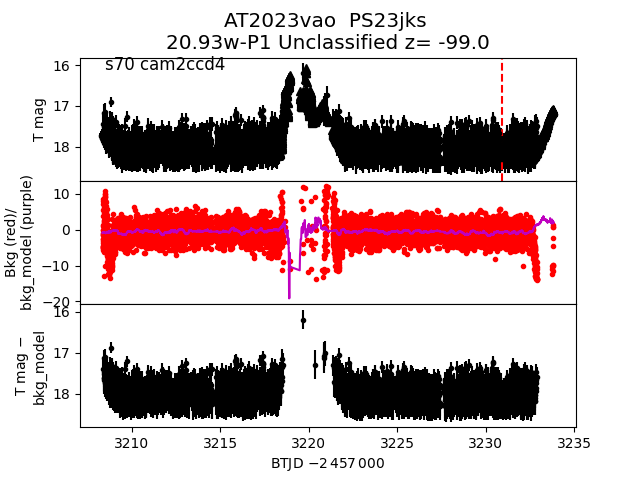 AT2023vao  PS23jks
20.93w-P1 Unclassified z= -99.0
s70 cam2ccd4
T mag
16
17
18
Bkg (red)/
bkg_model (purple)
10
0
−10
−20
T mag −
bkg_model
16
17
18
3210
3215
3220
3225
3230
3235
BTJD −2 457 000